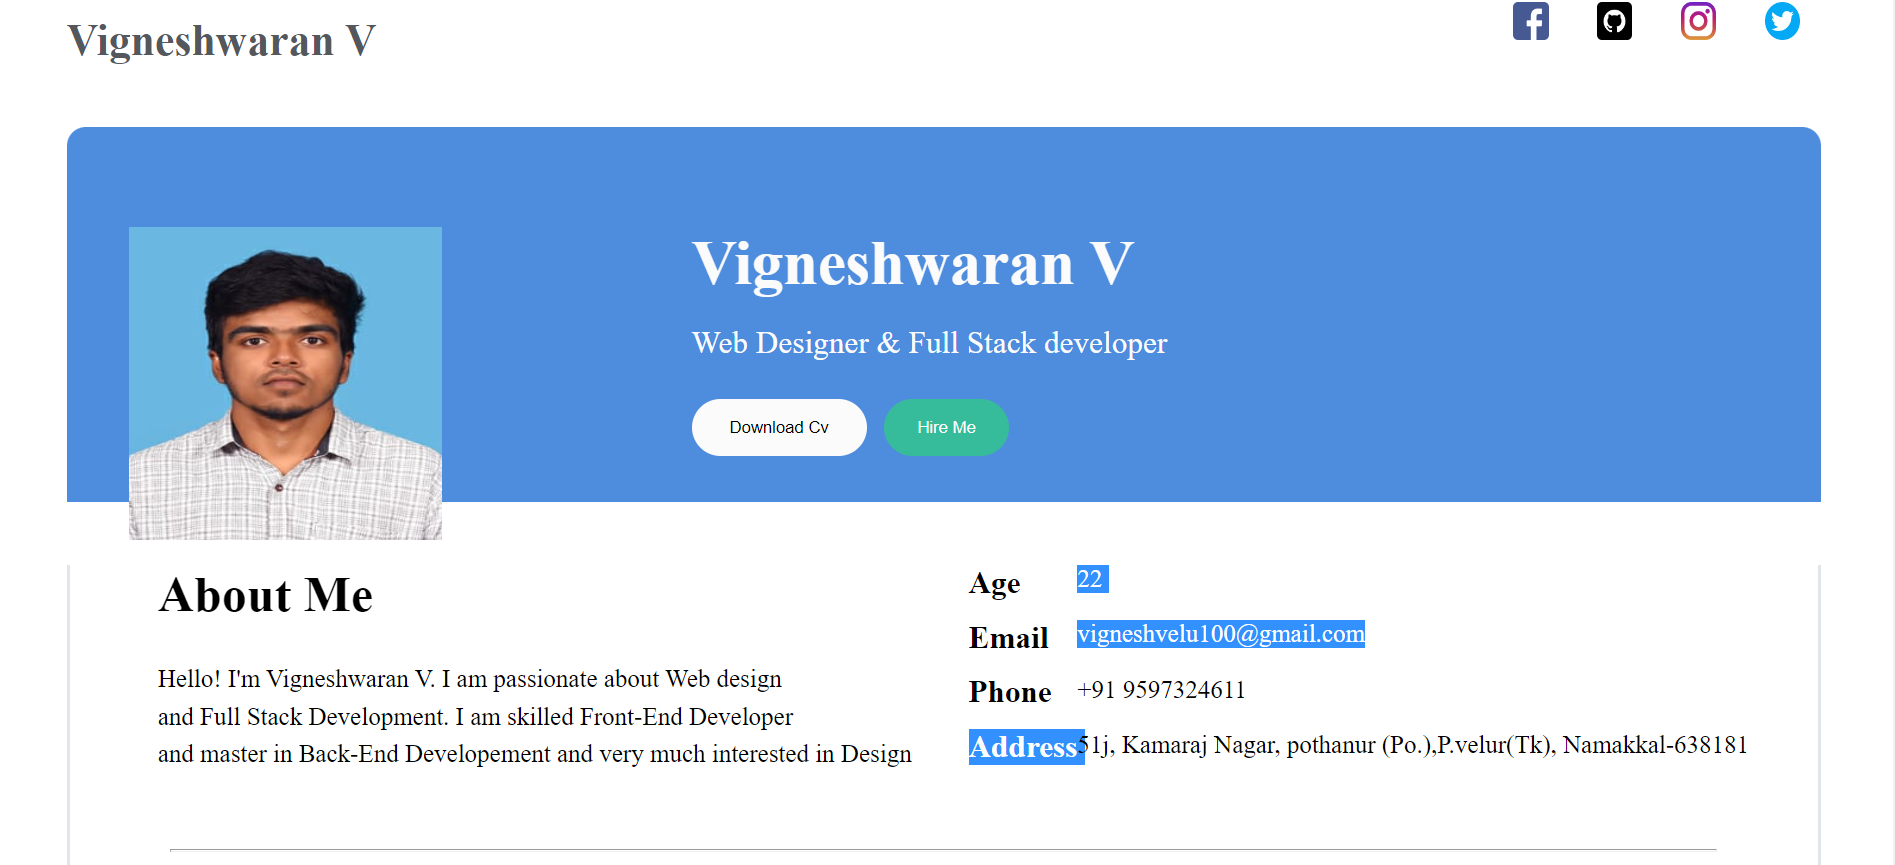 Vigneshwaran V
Vigneshwaran V
Web Designer & Full Stack developer
Download Cv
Hire Me
About Me
Hello! I'm Vigneshwaran V. I am passionate about Web design
and Full Stack Development. I am skilled Front-End Developer
and master in Back-End Developement and very much interested in Design
Age 22
Email vigneshvelu100@gmail.com
Phone +91 9597324611
Address 51j, Kamaraj Nagar, pothanur (Po.),P.velur(Tk), Namakkal-638181